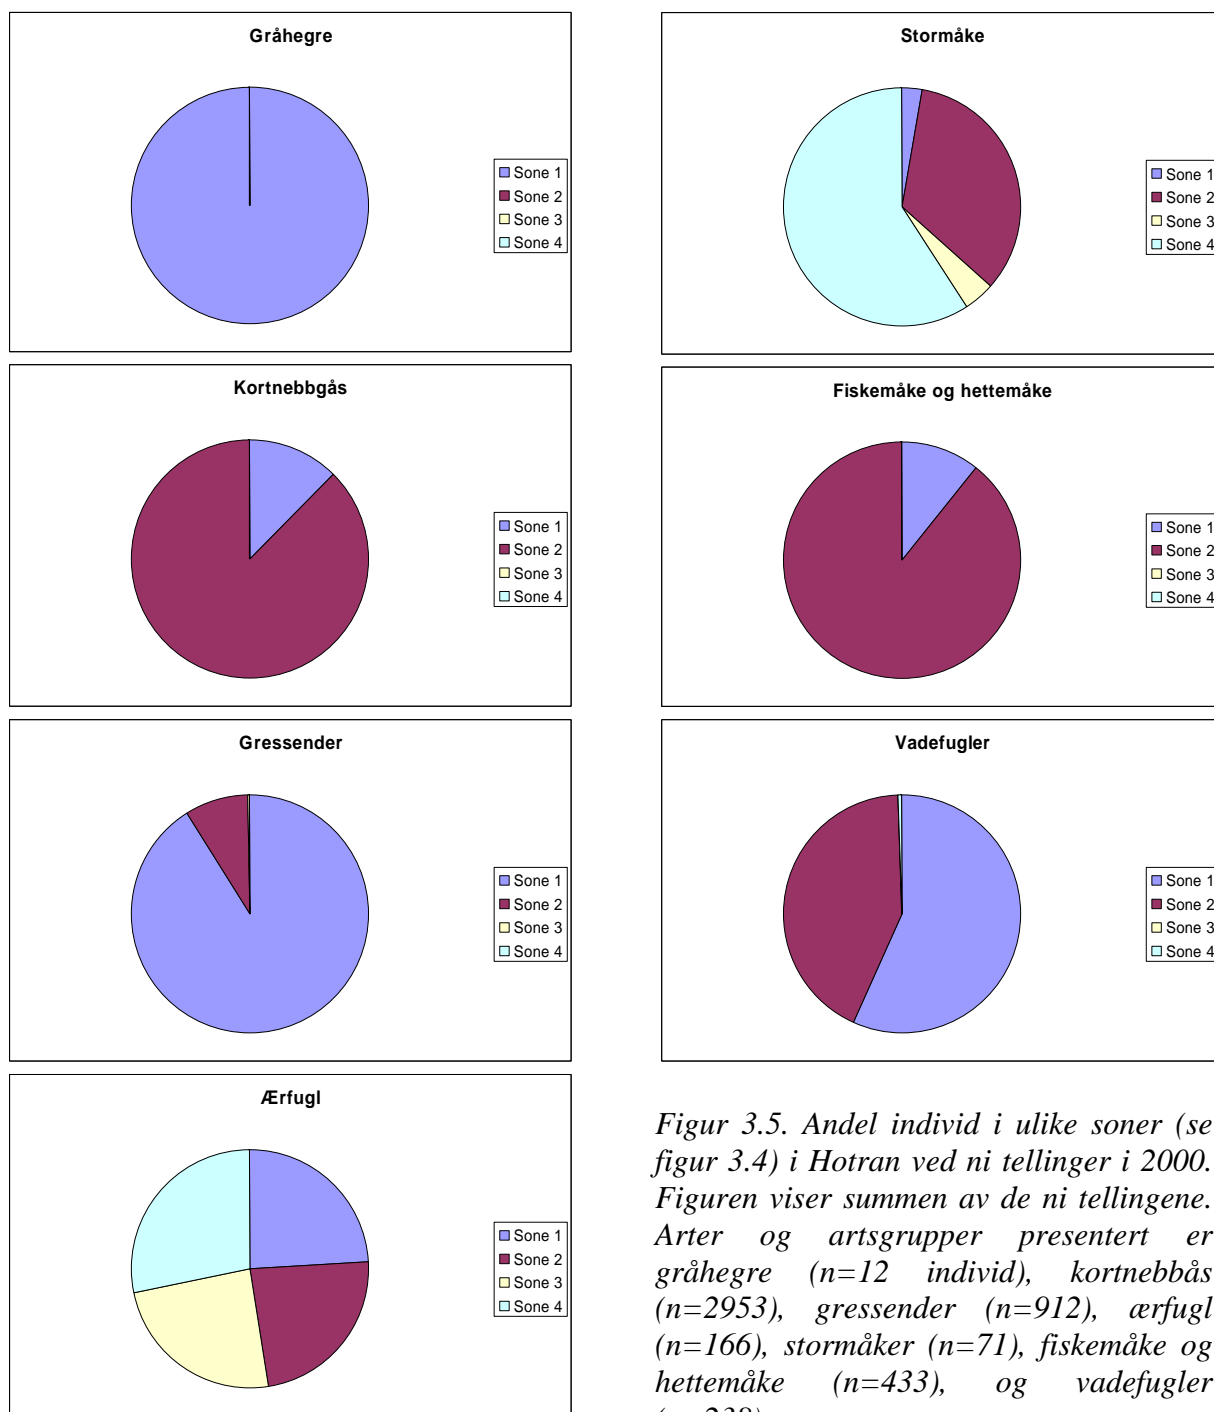 Gråhegre
Sone 1
Sone 2
Sone 3
Sone 4
Kortnebbgås
Sone 1
Sone 2
Sone 3
Sone 4
Gressender
Sone 1
Sone 2
Sone 3
Sone 4
Ærfugl
Sone 1
Sone 2
Sone 3
Sone 4
Stormåke
Sone 1
Sone 2
Sone 3
Sone 4
Fiskemåke og hettemåke
Sone 1
Sone 2
Sone 3
Sone 4
Vadefugler
Sone 1
Sone 2
Sone 3
Sone 4
Figur 3.5. Andel individ i ulike soner (se
figur 3.4) i Hotran ved ni tellinger i 2000.
Figuren viser summen av de ni tellingene.
Arter og artsgrupper presentert er
gråhegre (n=12 individ), kortnebbås
(n=2953), gressender (n=912), ærfugl
(n=166), stormåker (n=71), fiskemåke og
hettemåke (n=433), og vadefugler